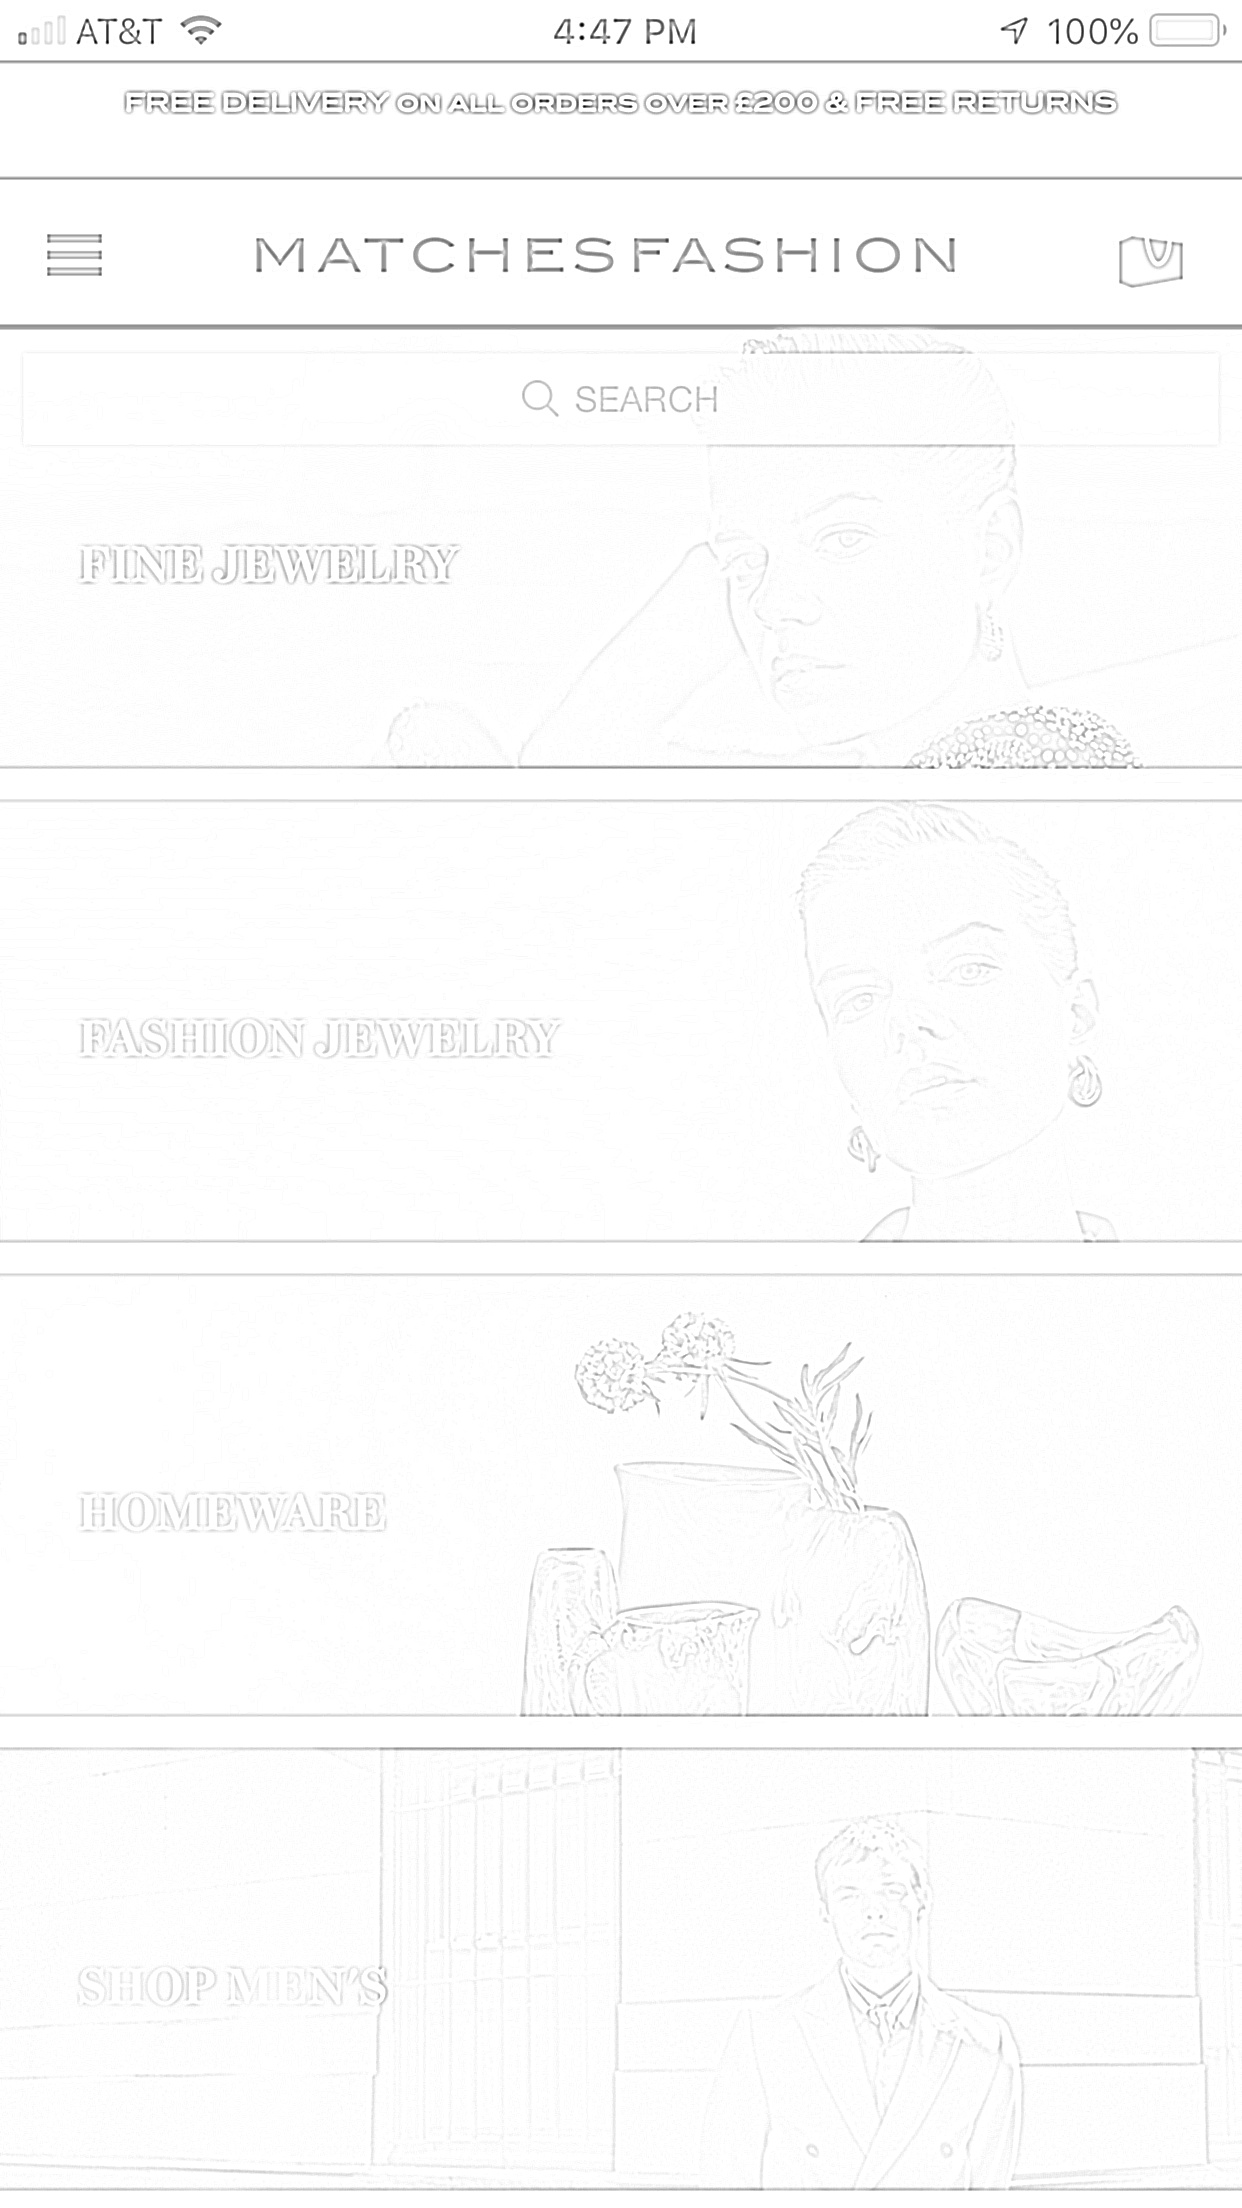 AT&T 4:47 PM 100%
FREE DELIVERY ON ALL ORDERS OVER £200 & FREE RETURNS
MATCHESFASHION
SEARCH
FINE JEWELRY
FASHION JEWELRY
HOMEWARE
SHOP MEN'S